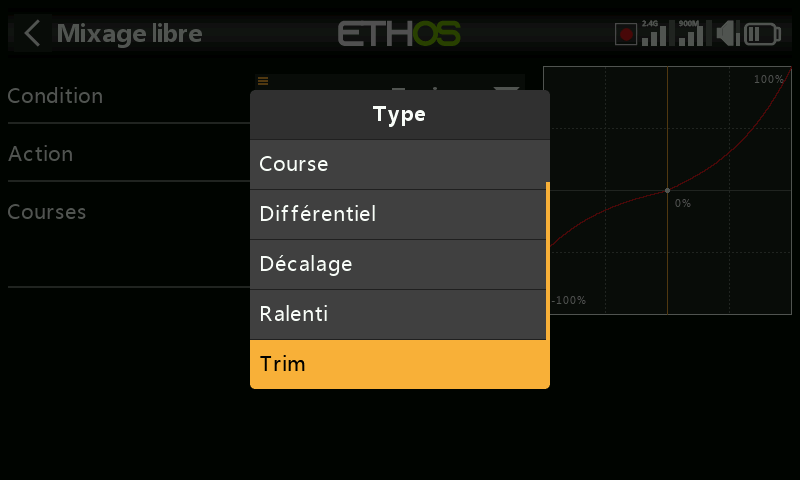 Mixage libre
ETHOS
2.4G
900M
Condition
Action
Courses
Type
Course
Différentiel
Décalage
Ralenti
Trim
100%
0%
-100%